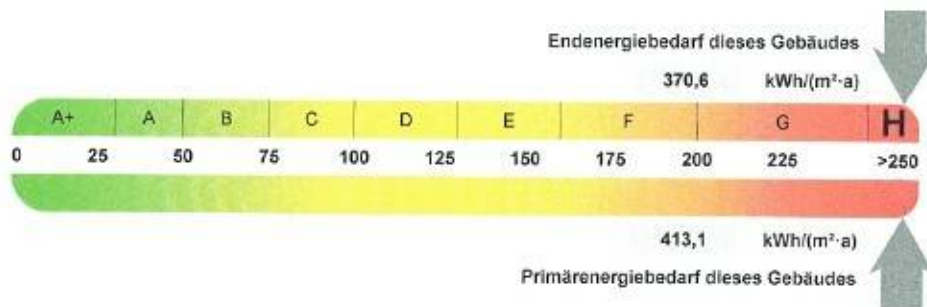 Endenergiebedarf dieses Gebäudes
370,6 kWh/(m²·a)
A+ A B C D E F G H
0 25 50 75 100 125 150 175 200 225 >250
413,1 kWh/(m²·a)
Primärenergiebedarf dieses Gebäudes